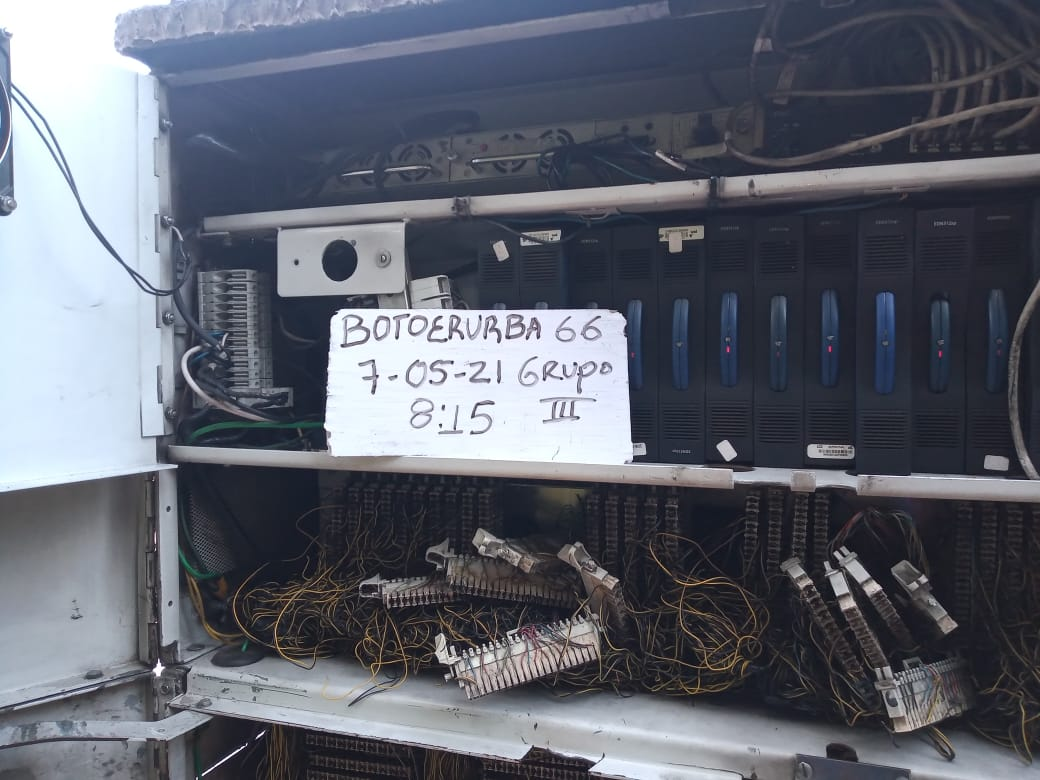 BOTOERURBA 66
7-05-21 Grupo
8:15 III